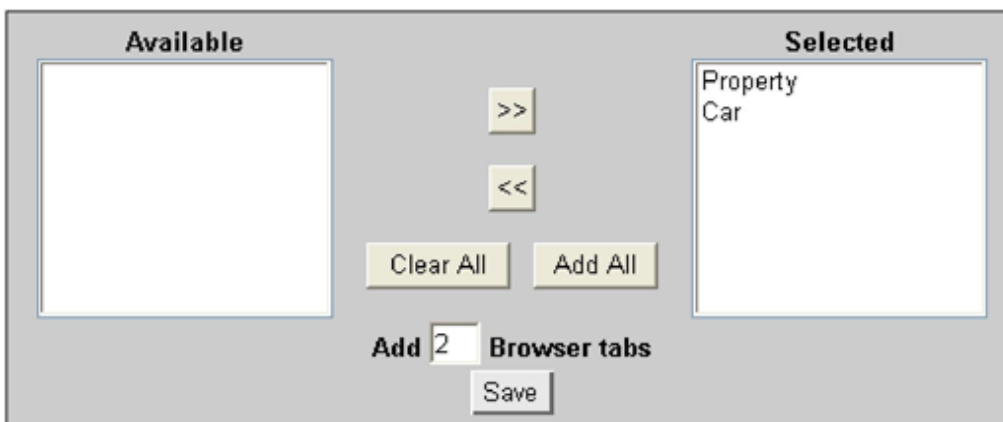 Available
Selected
Property
Car
>>
<<
Clear All
Add All
Add 2 Browser tabs
Save